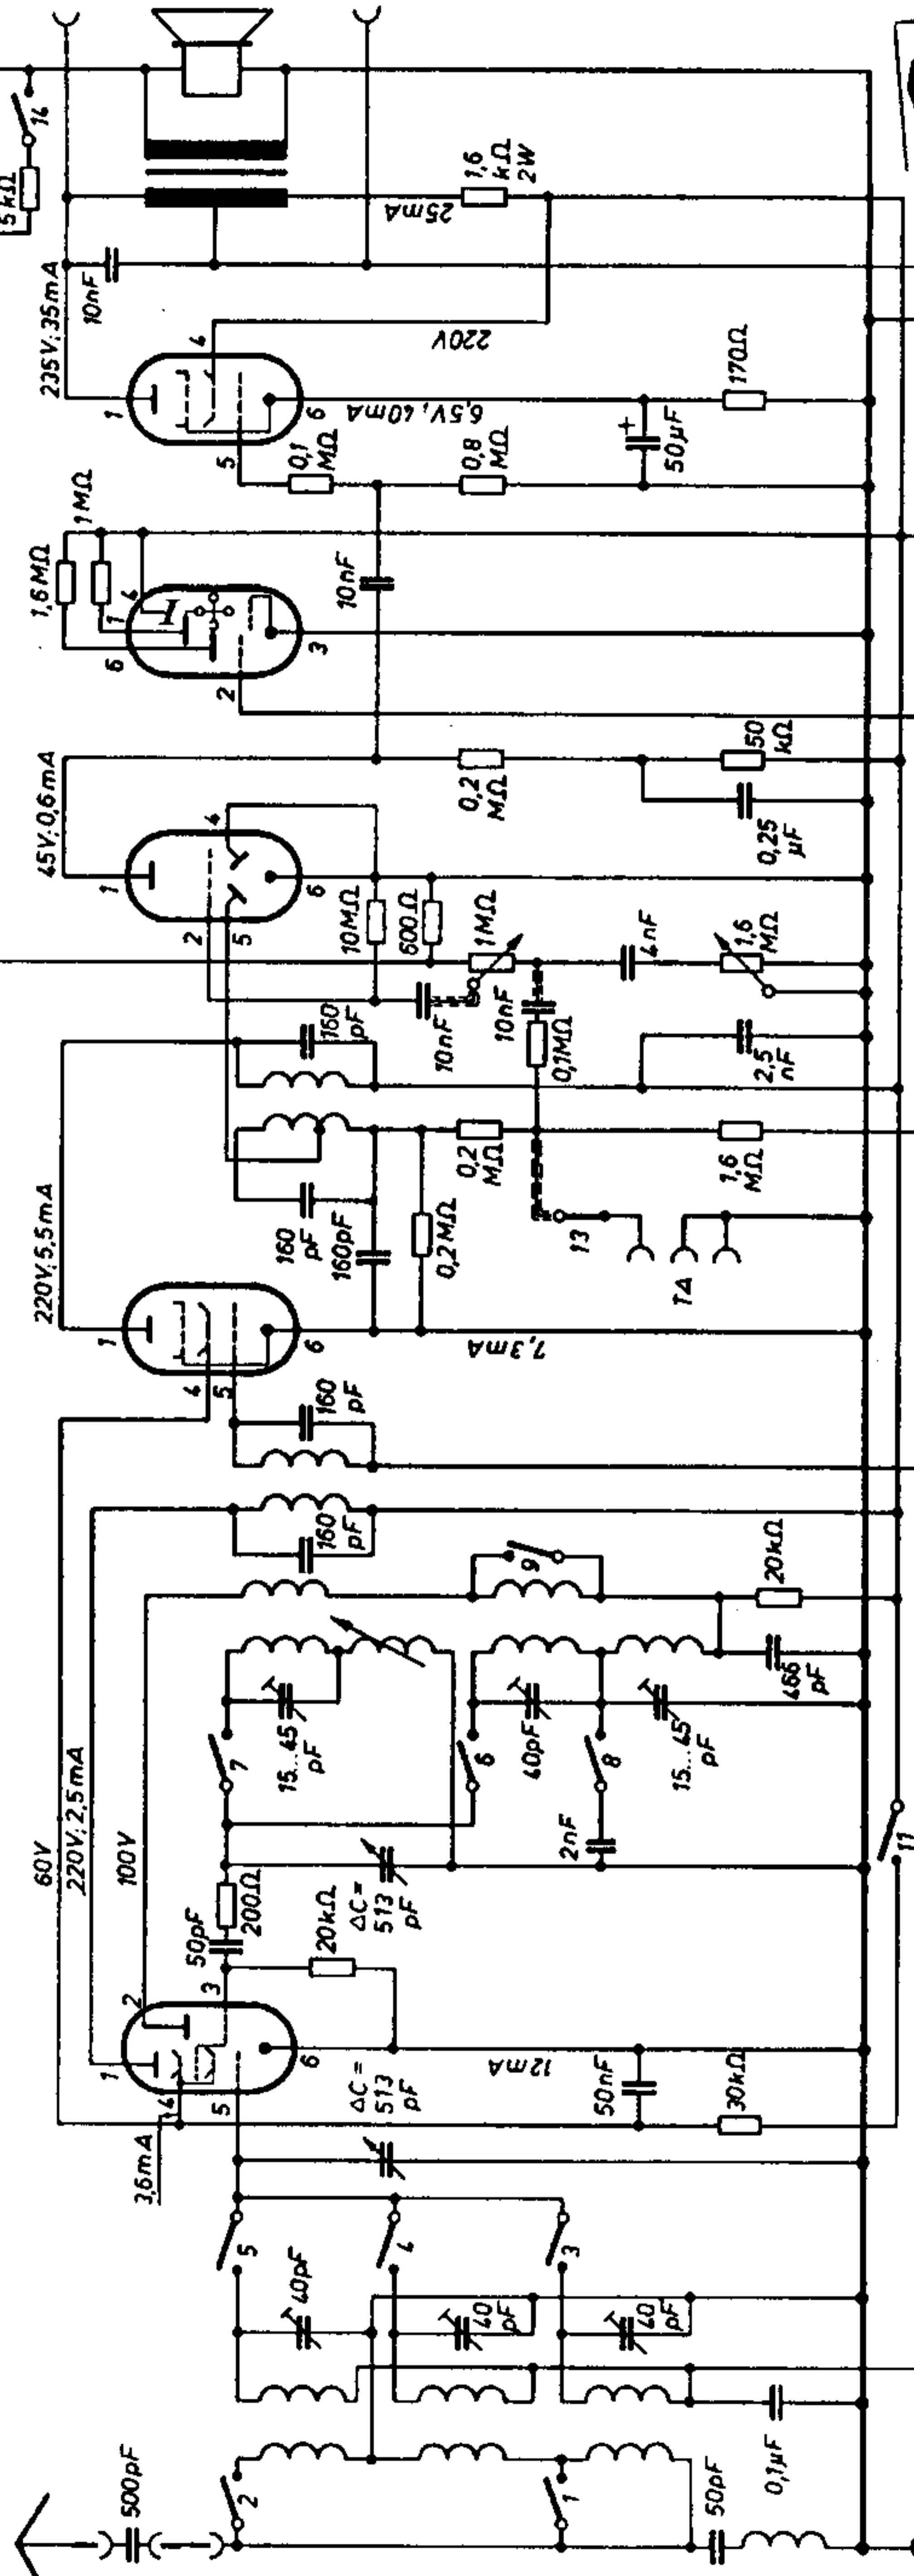 500pF
2
1
50pF
0,1µF
40pF
40
pF
40
pF
5
4
3
3,6mA
ΔC =
513
pF
1
2
3
4
5
6
12mA
50nF
30kΩ
60V
220V; 2,5mA
100V
50pF
200Ω
20kΩ
ΔC =
513
pF
7
15...45
pF
6
40pF
8
2nF
15...45
pF
9
466
pF
20kΩ
11
160
pF
160
pF
220V; 5,5mA
1
4
5
6
7,3mA
160
pF
160pF
0,2MΩ
0,2
MΩ
13
TA
1,6
MΩ
160
pF
2,5
nF
0,1MΩ
10nF
10nF
1MΩ
4nF
1,6
MΩ
10MΩ
600Ω
45V; 0,6mA
1
2
5
4
6
0,2
MΩ
0,25
µF
50
kΩ
1,6MΩ
1MΩ
6
1
4
I
2
3
10nF
235V; 35mA
1
4
5
6
220V
6,5V; 40mA
0,1
MΩ
0,8
MΩ
50µF
+
170Ω
10nF
25mA
1,6
kΩ
2W
5kΩ
14